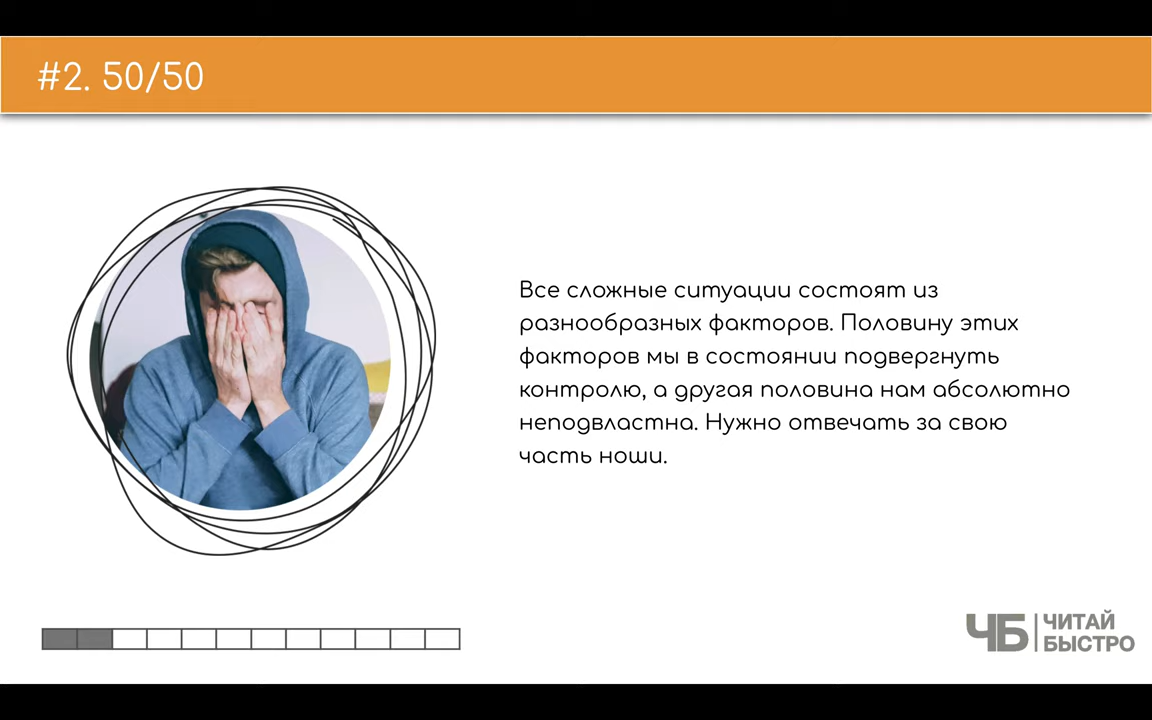 #2. 50/50
Все сложные ситуации состоят из
разнообразных факторов. Половину этих
факторов мы в состоянии подвергнуть
контролю, а другая половина нам абсолютно
неподвластна. Нужно отвечать за свою
часть ноши.
ЧБ
ЧИТАЙ
БЫСТРО